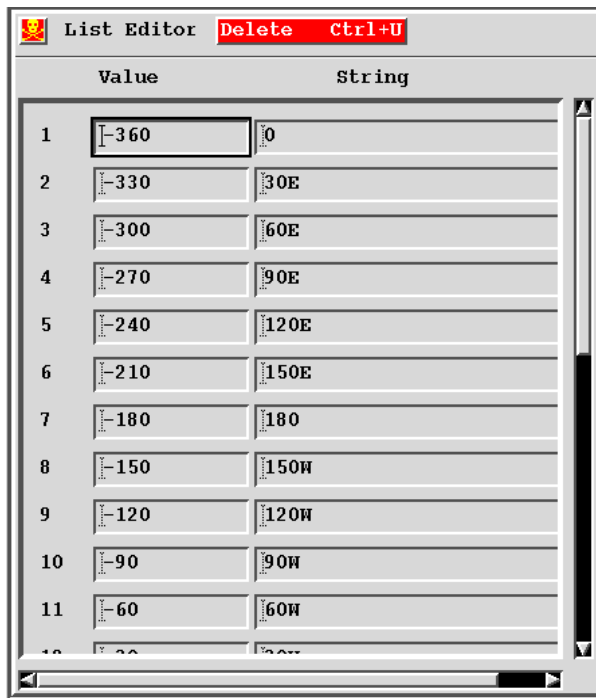 List Editor Delete Ctrl+U
Value String
1 -360 0
2 -330 30E
3 -300 60E
4 -270 90E
5 -240 120E
6 -210 150E
7 -180 180
8 -150 150W
9 -120 120W
10 -90 90W
11 -60 60W